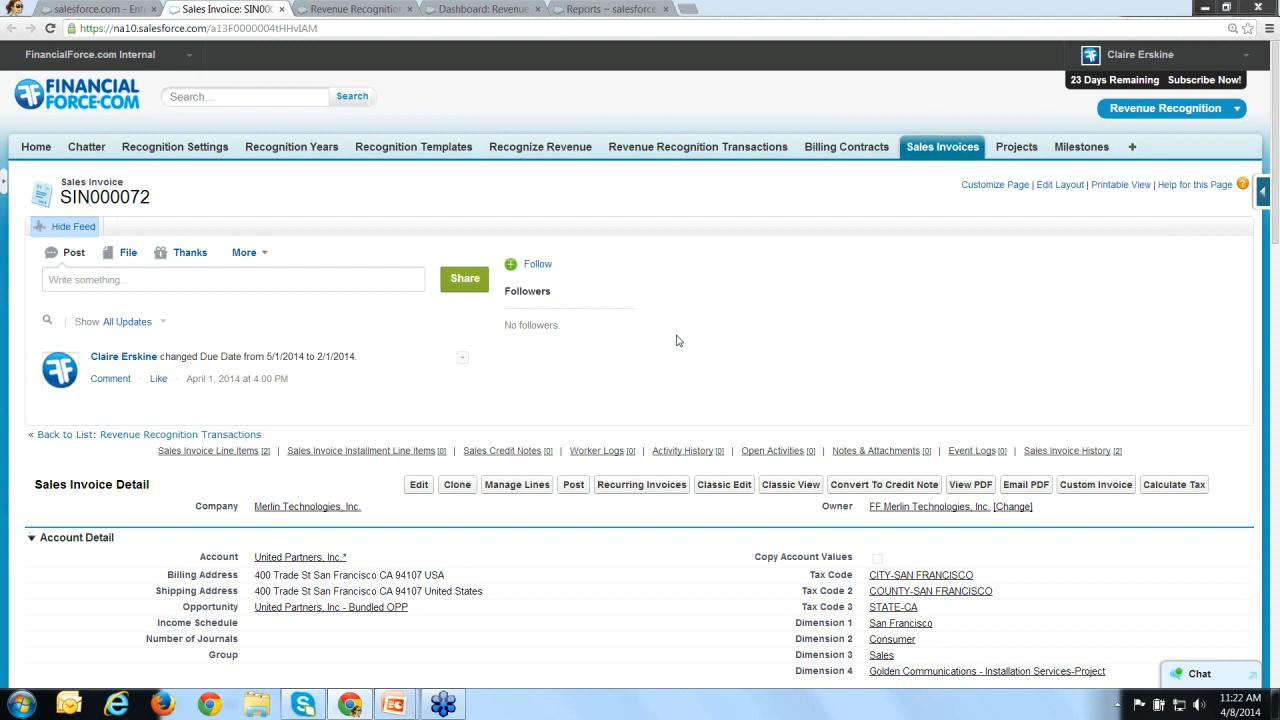 salesforce.com - Ent
Sales Invoice: SIN000
Revenue Recognition
Dashboard: Revenue
Reports ~ salesforce
https://na10.salesforce.com/a13F0000004tHHvIAM
FinancialForce.com Internal
Claire Erskine
23 Days Remaining Subscribe Now!
FINANCIAL
FORCE.COM
Search...
Search
Revenue Recognition
Home
Chatter
Recognition Settings
Recognition Years
Recognition Templates
Recognize Revenue
Revenue Recognition Transactions
Billing Contracts
Sales Invoices
Projects
Milestones
+
Sales Invoice
SIN000072
Customize Page | Edit Layout | Printable View | Help for this Page
Hide Feed
Post
File
Thanks
More
Write something...
Share
Follow
Followers
No followers.
Show All Updates
Claire Erskine changed Due Date from 5/1/2014 to 2/1/2014.
Comment · Like · April 1, 2014 at 4:00 PM
« Back to List: Revenue Recognition Transactions
Sales Invoice Line Items [2] | Sales Invoice Installment Line Items [0] | Sales Credit Notes [0] | Worker Logs [0] | Activity History [0] | Open Activities [0] | Notes & Attachments [0] | Event Logs [0] | Sales Invoice History [2]
Sales Invoice Detail
Edit
Clone
Manage Lines
Post
Recurring Invoices
Classic Edit
Classic View
Convert To Credit Note
View PDF
Email PDF
Custom Invoice
Calculate Tax
Company Merlin Technologies, Inc.
Owner FF Merlin Technologies, Inc. [Change]
Account Detail
Account United Partners, Inc.*
Copy Account Values
Billing Address 400 Trade St San Francisco CA 94107 USA
Tax Code CITY-SAN FRANCISCO
Shipping Address 400 Trade St San Francisco CA 94107 United States
Tax Code 2 COUNTY-SAN FRANCISCO
Opportunity United Partners, Inc - Bundled OPP
Tax Code 3 STATE-CA
Income Schedule
Dimension 1 San Francisco
Number of Journals
Dimension 2 Consumer
Group
Dimension 3 Sales
Dimension 4 Golden Communications - Installation Services-Project
Chat
11:22 AM
4/8/2014